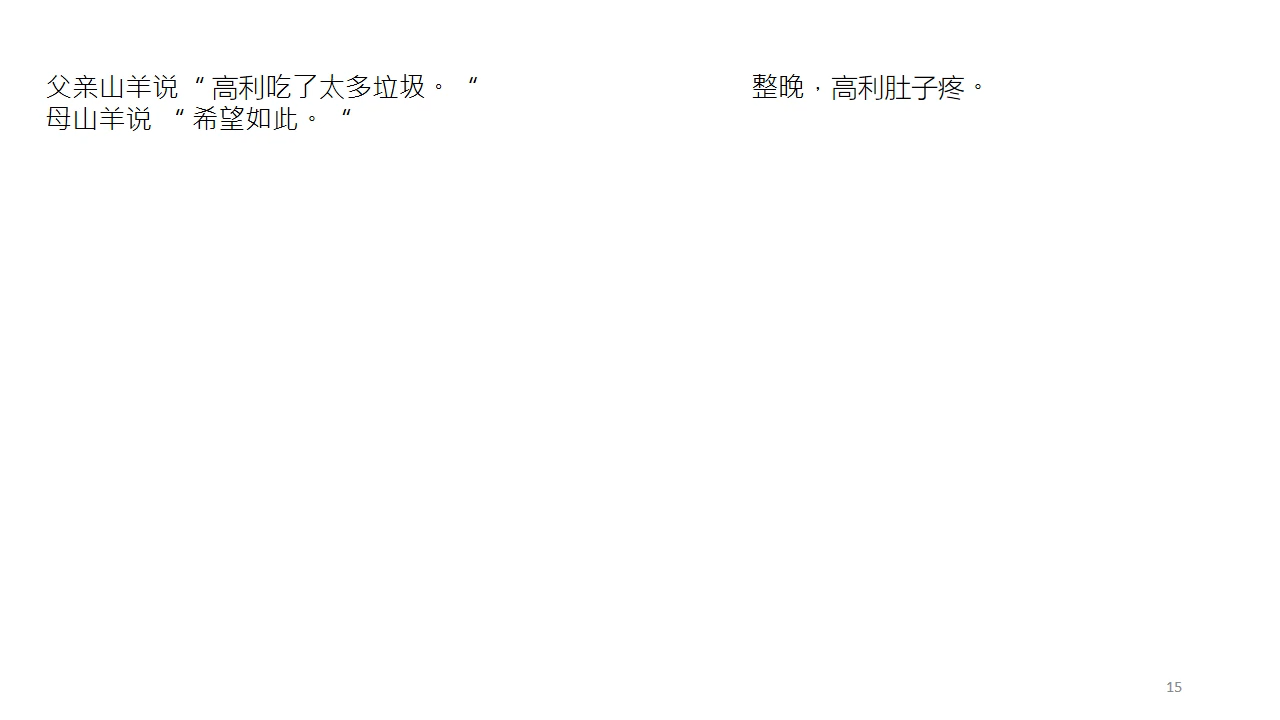 父亲山羊说 “ 高利吃了太多垃圾。 “
母山羊说 “ 希望如此。 “
整晚，高利肚子疼。
15